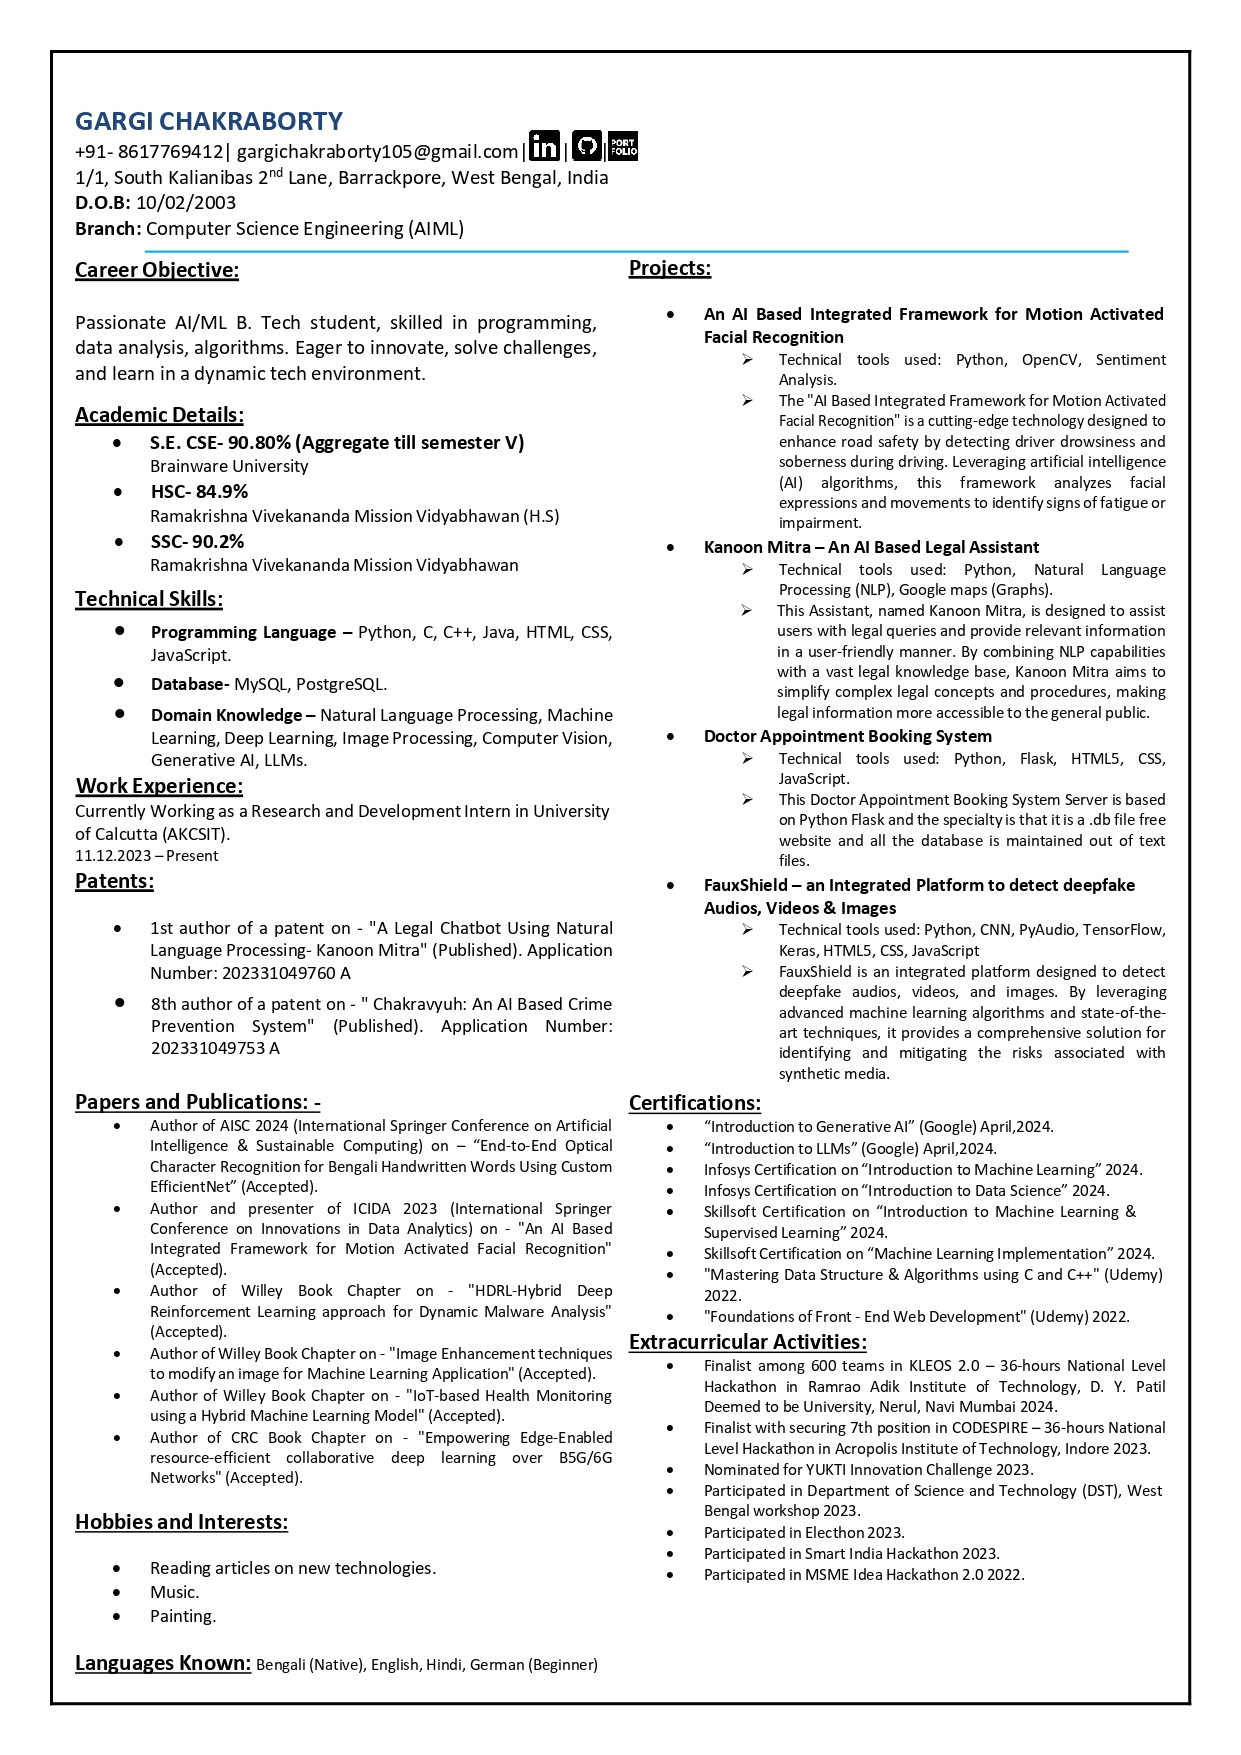 GARGI CHAKRABORTY
+91- 8617769412| gargichakraborty105@gmail.com| in | | PORT FOLIO
1/1, South Kalianibas 2nd Lane, Barrackpore, West Bengal, India
D.O.B: 10/02/2003
Branch: Computer Science Engineering (AIML)
Career Objective:
Passionate AI/ML B. Tech student, skilled in programming,
data analysis, algorithms. Eager to innovate, solve challenges,
and learn in a dynamic tech environment.
Academic Details:
• S.E. CSE- 90.80% (Aggregate till semester V)
Brainware University
• HSC- 84.9%
Ramakrishna Vivekananda Mission Vidyabhawan (H.S)
• SSC- 90.2%
Ramakrishna Vivekananda Mission Vidyabhawan
Technical Skills:
• Programming Language – Python, C, C++, Java, HTML, CSS,
JavaScript.
• Database- MySQL, PostgreSQL.
• Domain Knowledge – Natural Language Processing, Machine
Learning, Deep Learning, Image Processing, Computer Vision,
Generative AI, LLMs.
Work Experience:
Currently Working as a Research and Development Intern in University
of Calcutta (AKCSIT).
11.12.2023 – Present
Patents:
• 1st author of a patent on - "A Legal Chatbot Using Natural
Language Processing- Kanoon Mitra" (Published). Application
Number: 202331049760 A
• 8th author of a patent on - " Chakravyuh: An AI Based Crime
Prevention System" (Published). Application Number:
202331049753 A
Papers and Publications: -
• Author of AISC 2024 (International Springer Conference on Artificial
Intelligence & Sustainable Computing) on – “End-to-End Optical
Character Recognition for Bengali Handwritten Words Using Custom
EfficientNet” (Accepted).
• Author and presenter of ICIDA 2023 (International Springer
Conference on Innovations in Data Analytics) on - "An AI Based
Integrated Framework for Motion Activated Facial Recognition"
(Accepted).
• Author of Willey Book Chapter on - "HDRL-Hybrid Deep
Reinforcement Learning approach for Dynamic Malware Analysis"
(Accepted).
• Author of Willey Book Chapter on - "Image Enhancement techniques
to modify an image for Machine Learning Application" (Accepted).
• Author of Willey Book Chapter on - "IoT-based Health Monitoring
using a Hybrid Machine Learning Model" (Accepted).
• Author of CRC Book Chapter on - "Empowering Edge-Enabled
resource-efficient collaborative deep learning over B5G/6G
Networks" (Accepted).
Hobbies and Interests:
• Reading articles on new technologies.
• Music.
• Painting.
Languages Known: Bengali (Native), English, Hindi, German (Beginner)
Projects:
• An AI Based Integrated Framework for Motion Activated
Facial Recognition
➢ Technical tools used: Python, OpenCV, Sentiment
Analysis.
➢ The "AI Based Integrated Framework for Motion Activated
Facial Recognition" is a cutting-edge technology designed to
enhance road safety by detecting driver drowsiness and
soberness during driving. Leveraging artificial intelligence
(AI) algorithms, this framework analyzes facial
expressions and movements to identify signs of fatigue or
impairment.
• Kanoon Mitra – An AI Based Legal Assistant
➢ Technical tools used: Python, Natural Language
Processing (NLP), Google maps (Graphs).
➢ This Assistant, named Kanoon Mitra, is designed to assist
users with legal queries and provide relevant information
in a user-friendly manner. By combining NLP capabilities
with a vast legal knowledge base, Kanoon Mitra aims to
simplify complex legal concepts and procedures, making
legal information more accessible to the general public.
• Doctor Appointment Booking System
➢ Technical tools used: Python, Flask, HTML5, CSS,
JavaScript.
➢ This Doctor Appointment Booking System Server is based
on Python Flask and the specialty is that it is a .db file free
website and all the database is maintained out of text
files.
• FauxShield – an Integrated Platform to detect deepfake
Audios, Videos & Images
➢ Technical tools used: Python, CNN, PyAudio, TensorFlow,
Keras, HTML5, CSS, JavaScript
➢ FauxShield is an integrated platform designed to detect
deepfake audios, videos, and images. By leveraging
advanced machine learning algorithms and state-of-the-
art techniques, it provides a comprehensive solution for
identifying and mitigating the risks associated with
synthetic media.
Certifications:
• “Introduction to Generative AI” (Google) April,2024.
• “Introduction to LLMs” (Google) April,2024.
• Infosys Certification on “Introduction to Machine Learning” 2024.
• Infosys Certification on “Introduction to Data Science” 2024.
• Skillsoft Certification on “Introduction to Machine Learning &
Supervised Learning” 2024.
• Skillsoft Certification on “Machine Learning Implementation” 2024.
• "Mastering Data Structure & Algorithms using C and C++" (Udemy)
2022.
• "Foundations of Front - End Web Development" (Udemy) 2022.
Extracurricular Activities:
• Finalist among 600 teams in KLEOS 2.0 – 36-hours National Level
Hackathon in Ramrao Adik Institute of Technology, D. Y. Patil
Deemed to be University, Nerul, Navi Mumbai 2024.
• Finalist with securing 7th position in CODESPIRE – 36-hours National
Level Hackathon in Acropolis Institute of Technology, Indore 2023.
• Nominated for YUKTI Innovation Challenge 2023.
• Participated in Department of Science and Technology (DST), West
Bengal workshop 2023.
• Participated in Electhon 2023.
• Participated in Smart India Hackathon 2023.
• Participated in MSME Idea Hackathon 2.0 2022.